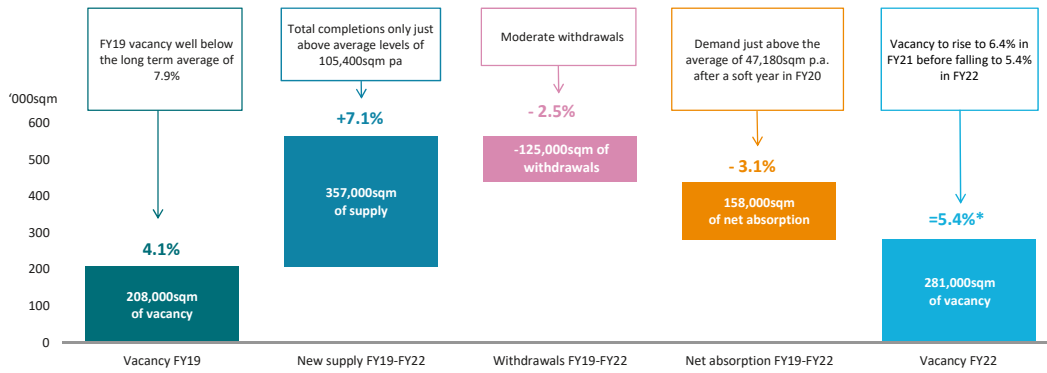 FY19 vacancy well below
the long term average of
7.9%
Total completions only just
above average levels of
105,400sqm pa
Moderate withdrawals
Demand just above the
average of 47,180sqm p.a.
after a soft year in FY20
Vacancy to rise to 6.4% in
FY21 before falling to 5.4%
in FY22
‘000sqm
600
500
400
300
200
100
0
4.1%
+7.1%
- 2.5%
- 3.1%
=5.4%*
208,000sqm
of vacancy
357,000sqm
of supply
-125,000sqm of
withdrawals
158,000sqm
of net absorption
281,000sqm
of vacancy
Vacancy FY19
New supply FY19-FY22
Withdrawals FY19-FY22
Net absorption FY19-FY22
Vacancy FY22